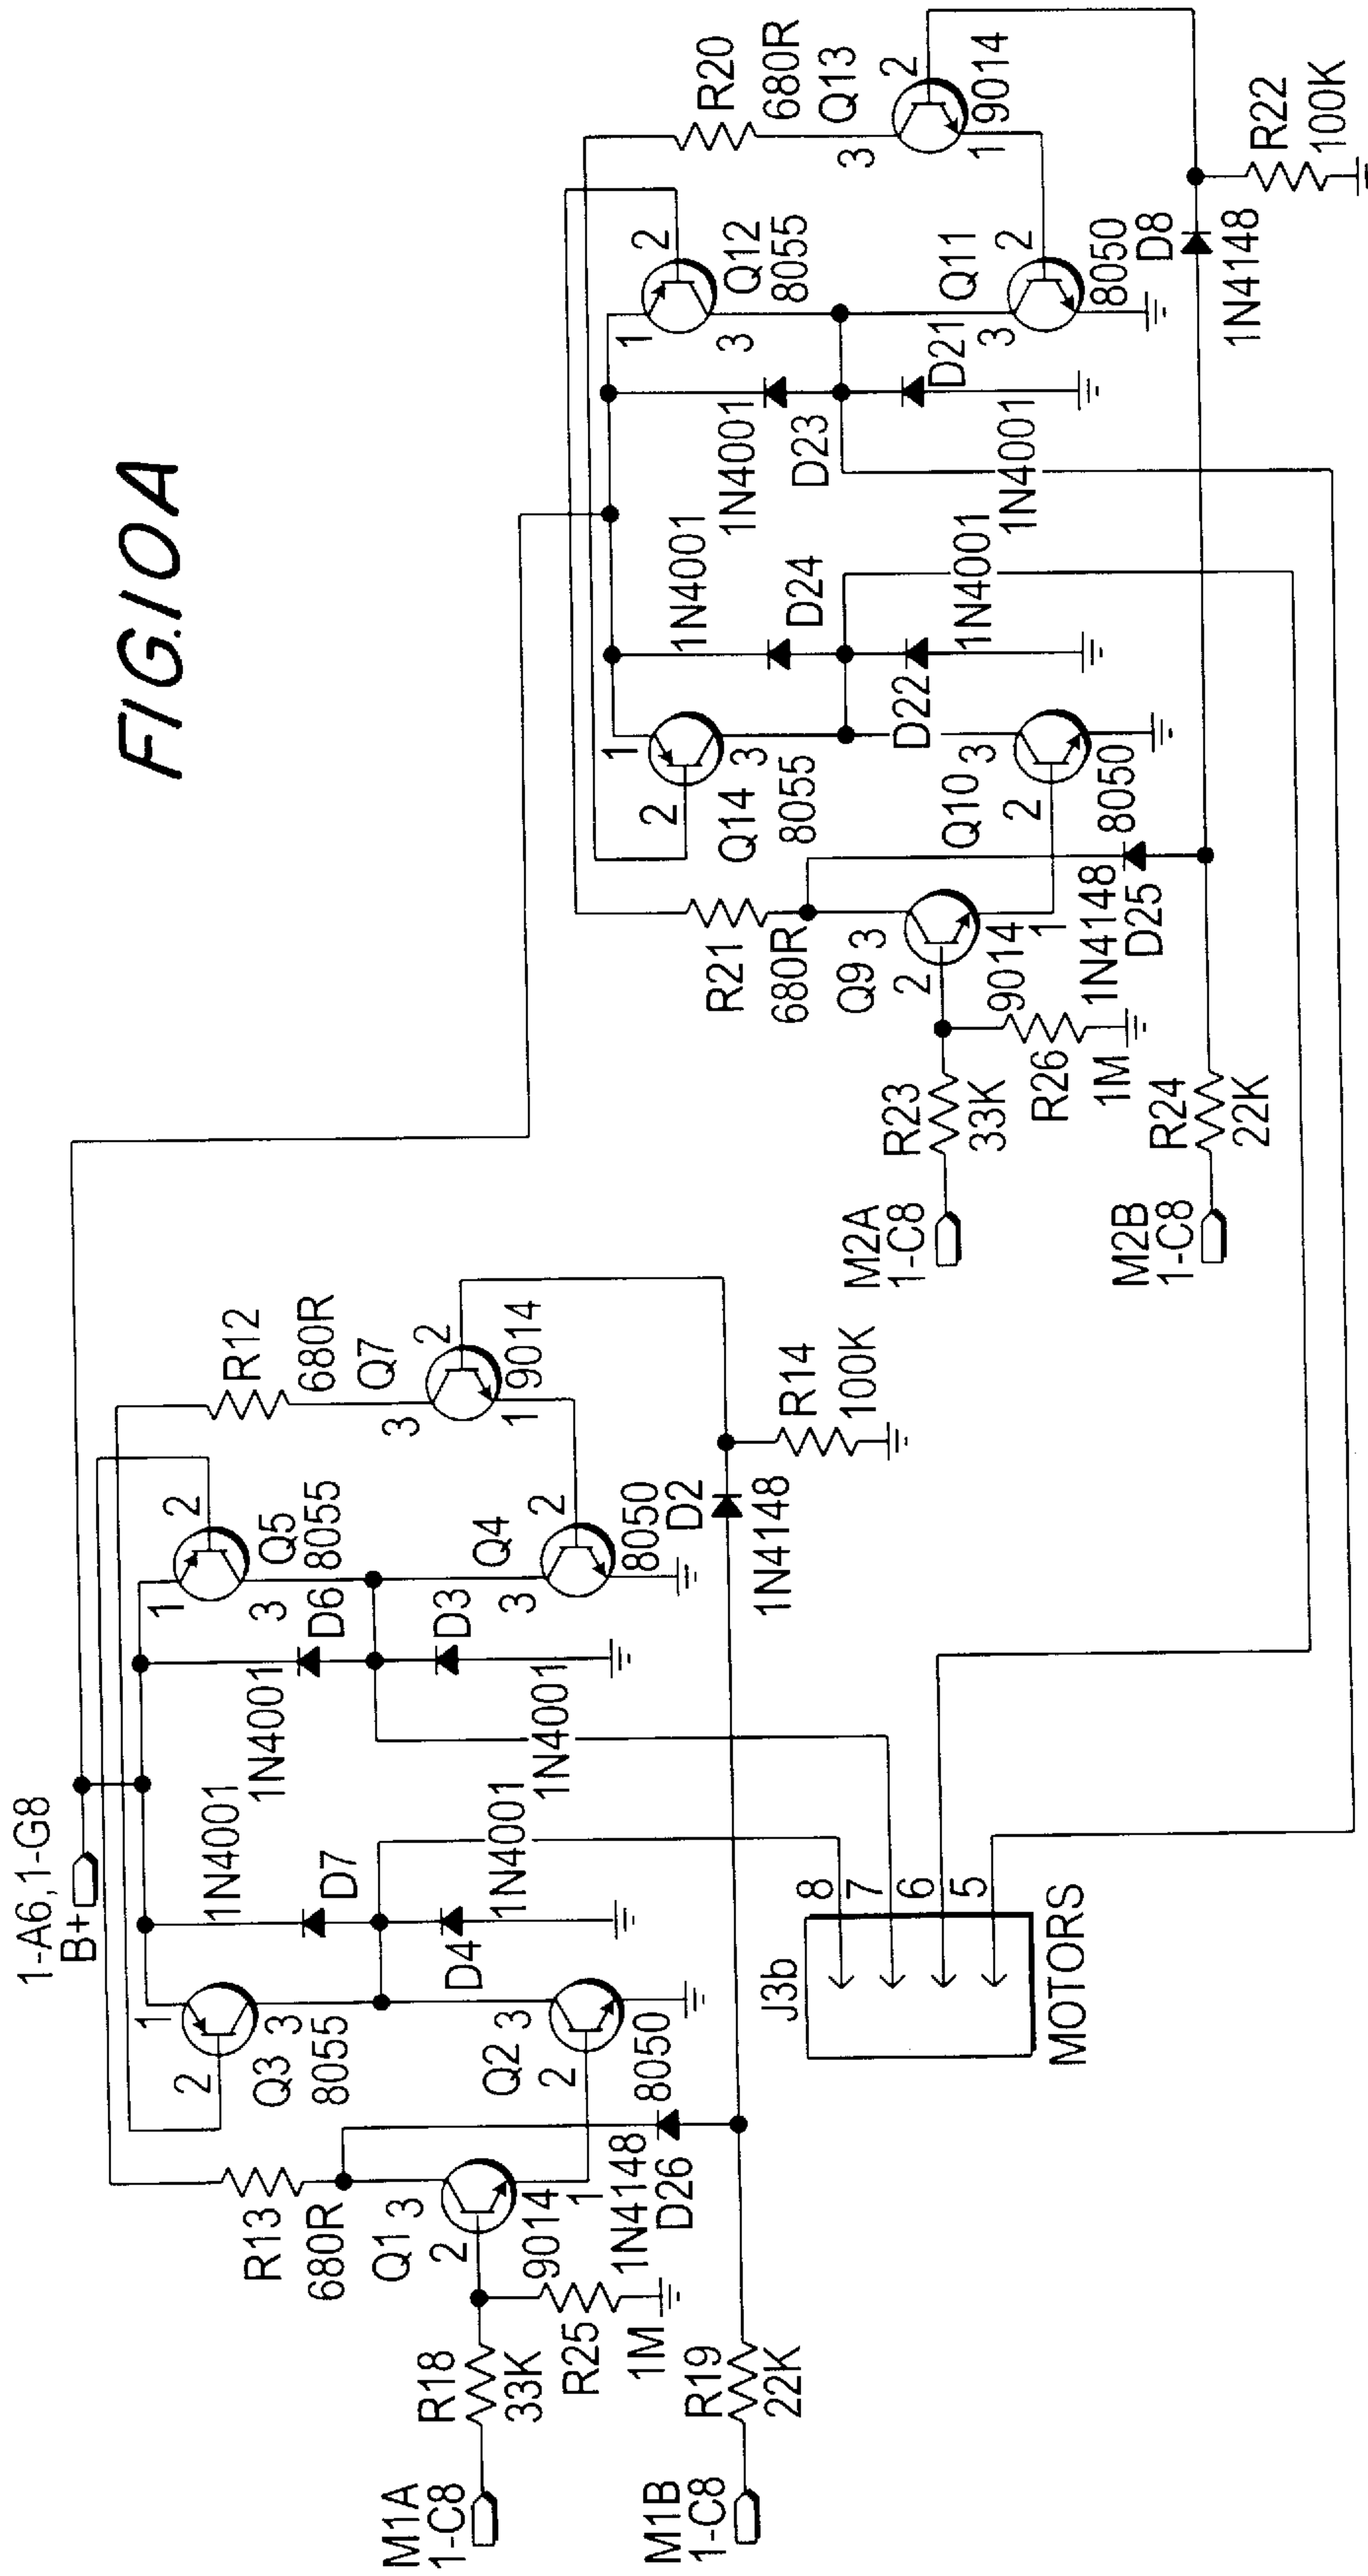 FIG.10A
1-A6,1-G8
B+
R13
680R
Q1
3
2
9014
1
R18
33K
M1A
1-C8
R25
1M
1N4148
D26
R19
22K
M1B
1-C8
Q3
8055
1
2
3
Q2
8050
3
2
1N4001
D7
D4
1N4001
1N4001
D6
D3
1N4001
Q5
8055
1
2
3
Q4
8050
3
2
R12
680R
Q7
9014
3
2
1
D2
1N4148
R14
100K
J3b
8
7
6
5
MOTORS
R21
680R
Q9
3
2
9014
1
R23
33K
M2A
1-C8
R26
1M
1N4148
D25
R24
22K
M2B
1-C8
Q14
8055
1
2
3
Q10
8050
3
2
1N4001
D24
D22
1N4001
1N4001
D23
D21
1N4001
Q12
8055
1
2
3
Q11
8050
3
2
R20
680R
Q13
9014
3
2
1
D8
1N4148
R22
100K